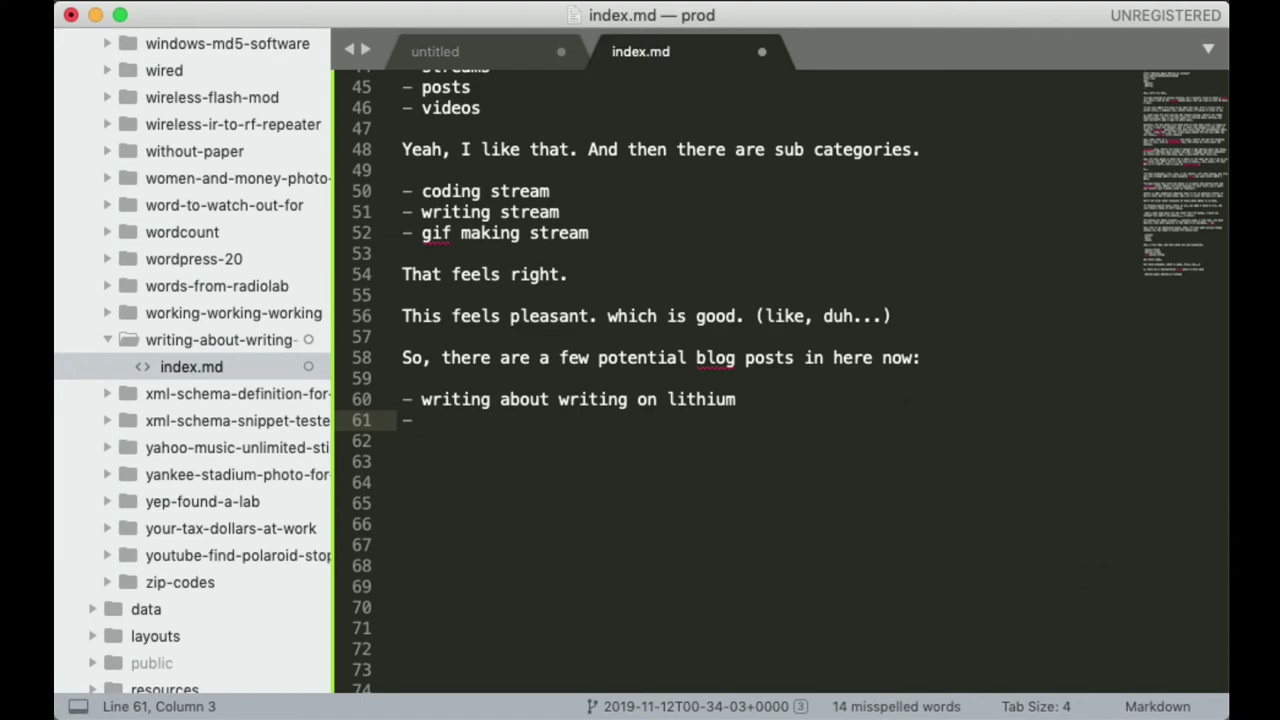 index.md — prod
UNREGISTERED
windows-md5-software
wired
wireless-flash-mod
wireless-ir-to-rf-repeater
without-paper
women-and-money-photo-
word-to-watch-out-for
wordcount
wordpress-20
words-from-radiolab
working-working-working
writing-about-writing-
<> index.md
xml-schema-definition-for-
xml-schema-snippet-teste
yahoo-music-unlimited-sti
yankee-stadium-photo-for-
yep-found-a-lab
your-tax-dollars-at-work
youtube-find-polaroid-stop
zip-codes
data
layouts
public
resources
untitled
index.md
44 - streams
45 - posts
46 - videos
47
48 Yeah, I like that. And then there are sub categories.
49
50 - coding stream
51 - writing stream
52 - gif making stream
53
54 That feels right.
55
56 This feels pleasant. which is good. (like, duh...)
57
58 So, there are a few potential blog posts in here now:
59
60 - writing about writing on lithium
61 -
62
63
64
65
66
67
68
69
70
71
72
73
74
Line 61, Column 3
2019-11-12T00-34-03+0000 3
14 misspelled words
Tab Size: 4
Markdown